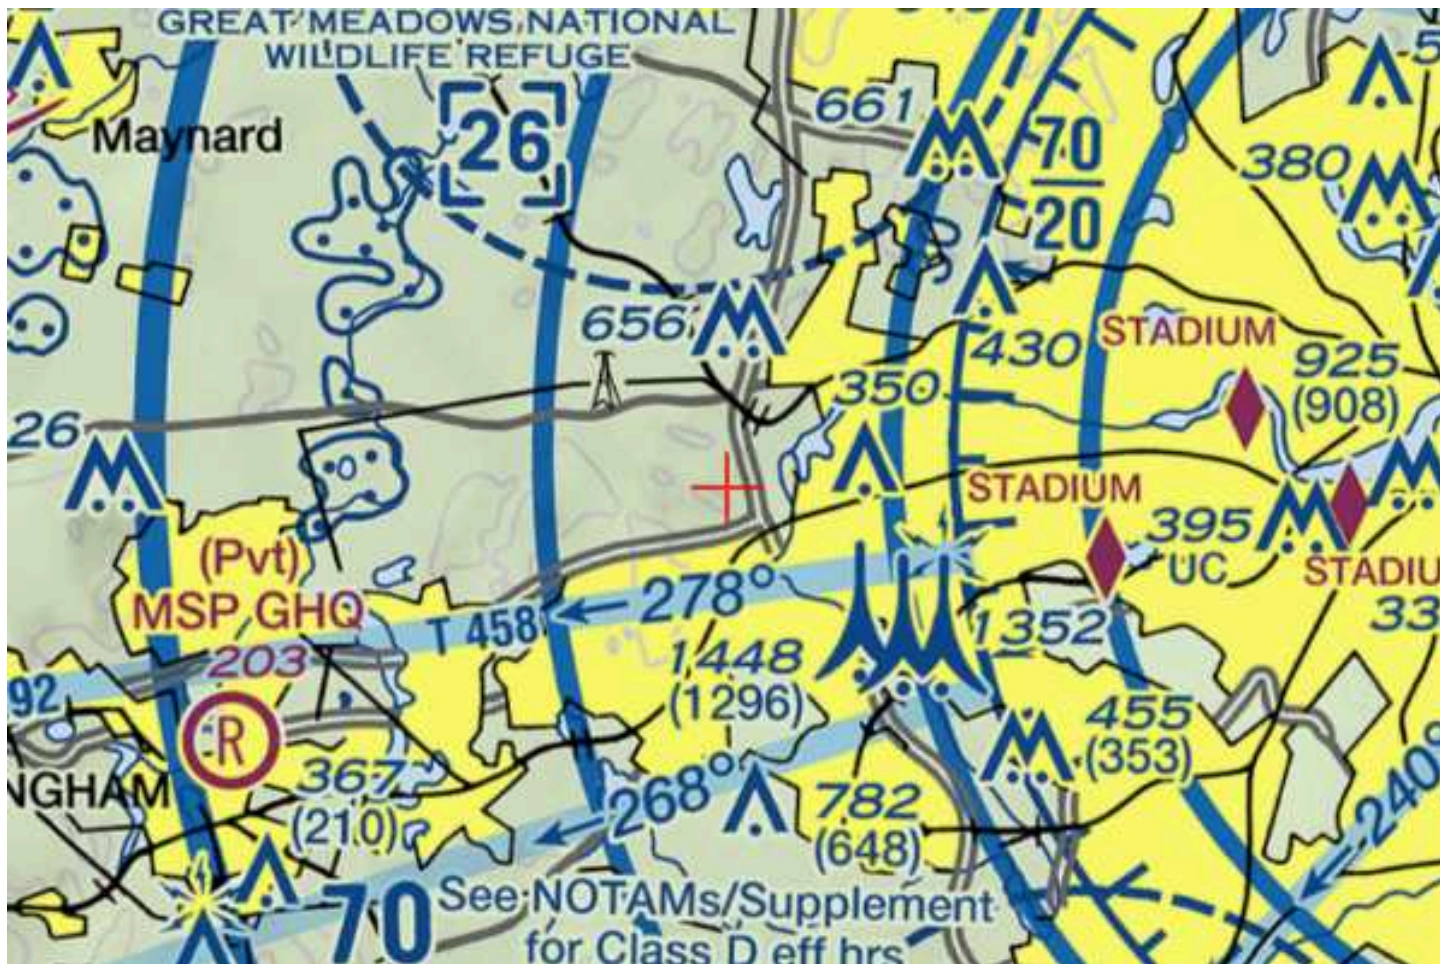 GREAT MEADOWS NATIONAL
WILDLIFE REFUGE
26
Maynard
661
70
20
380
656
430
STADIUM
925
(908)
350
26
STADIUM
395
UC
STADIU
33
(Pvt)
MSP GHQ
203
R
T 458
278°
1352
1448
(1296)
92
455
(353)
NGHAM
367
(210)
268°
782
(648)
240°
70
See NOTAMs/Supplement
for Class D eff hrs